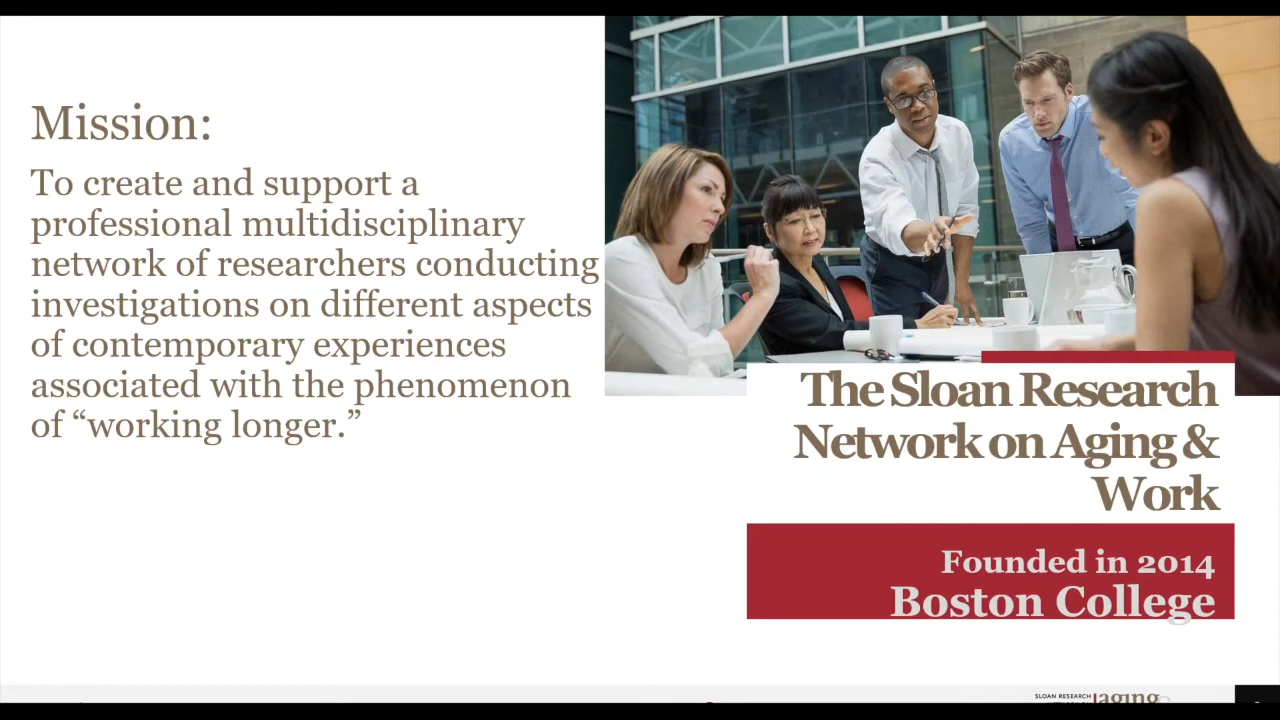 Mission:
To create and support a
professional multidisciplinary
network of researchers conducting
investigations on different aspects
of contemporary experiences
associated with the phenomenon
of “working longer.”
The Sloan Research
Network on Aging &
Work
Founded in 2014
Boston College
SLOAN RESEARCH
aging